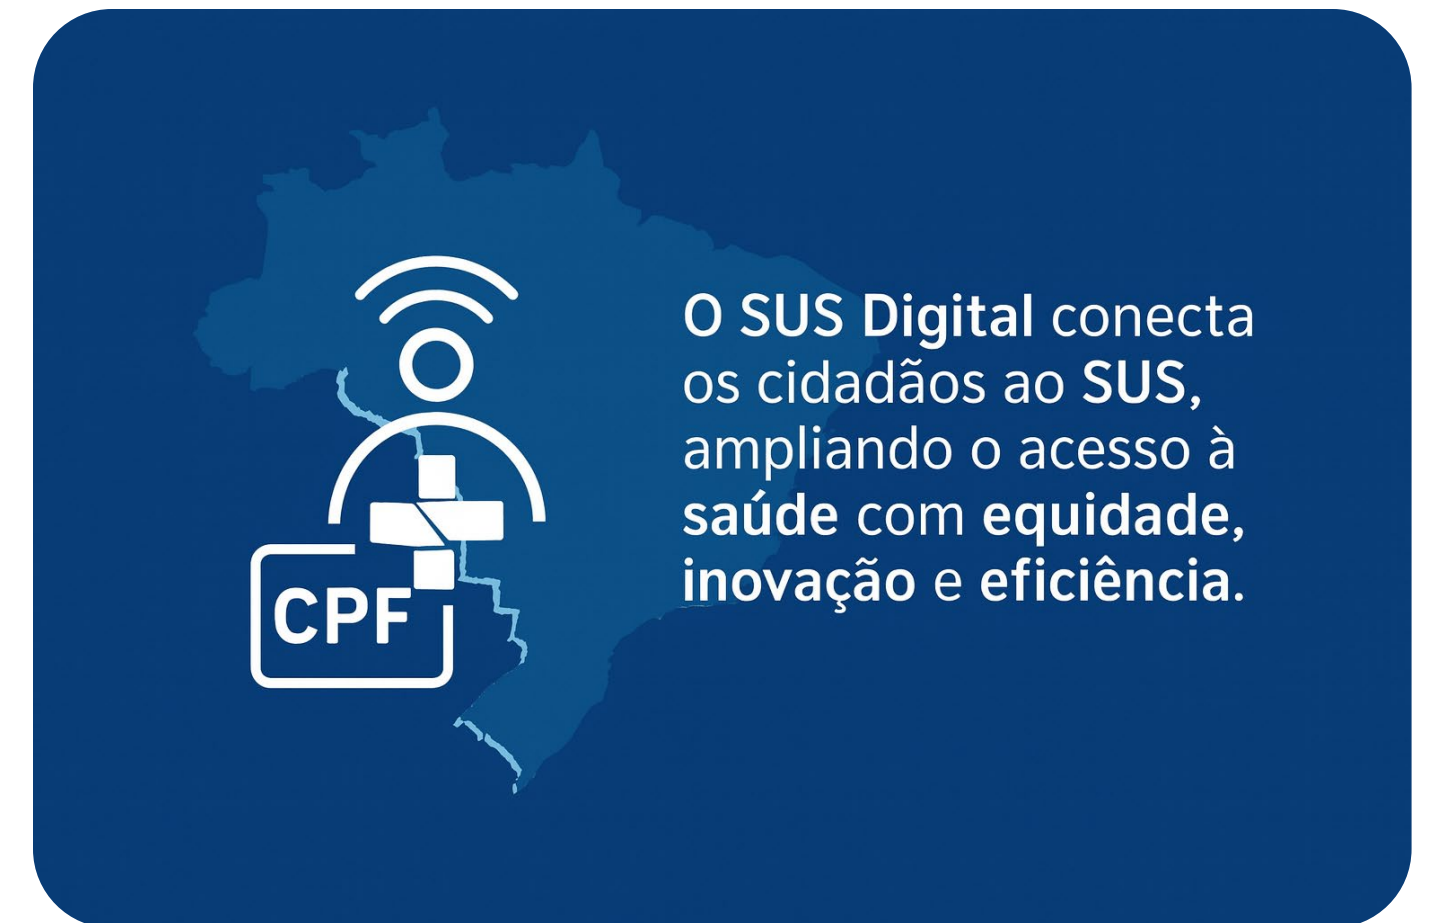 O SUS Digital conecta
os cidadãos ao SUS,
ampliando o acesso à
saúde com equidade,
inovação e eficiência.
CPF